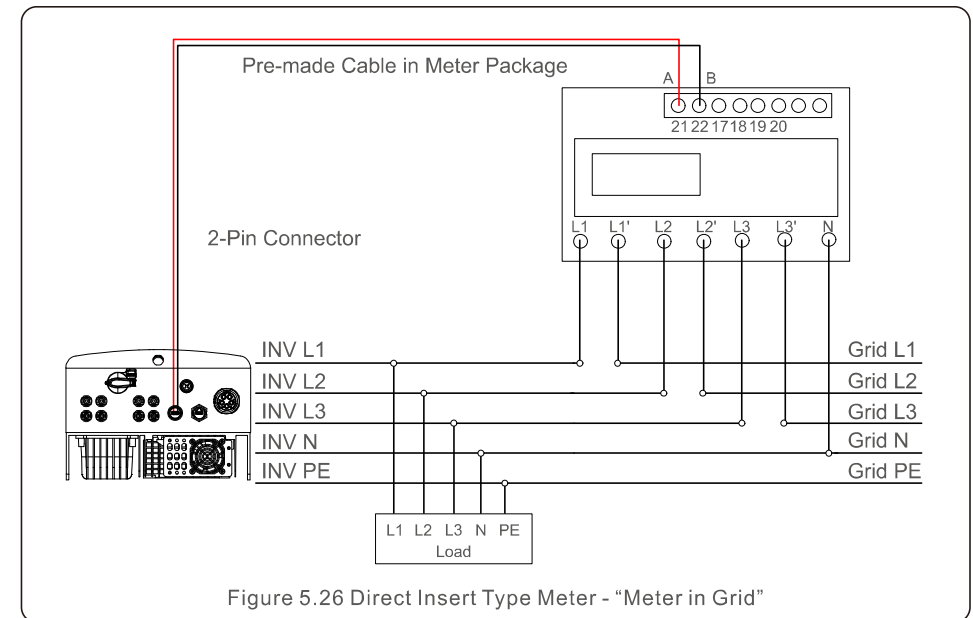 Pre-made Cable in Meter Package
A B
21 22 17 18 19 20
2-Pin Connector
L1 L1' L2 L2' L3 L3' N
INV L1 Grid L1
INV L2 Grid L2
INV L3 Grid L3
INV N Grid N
INV PE Grid PE
L1 L2 L3 N PE
Load
Figure 5.26 Direct Insert Type Meter - “Meter in Grid”